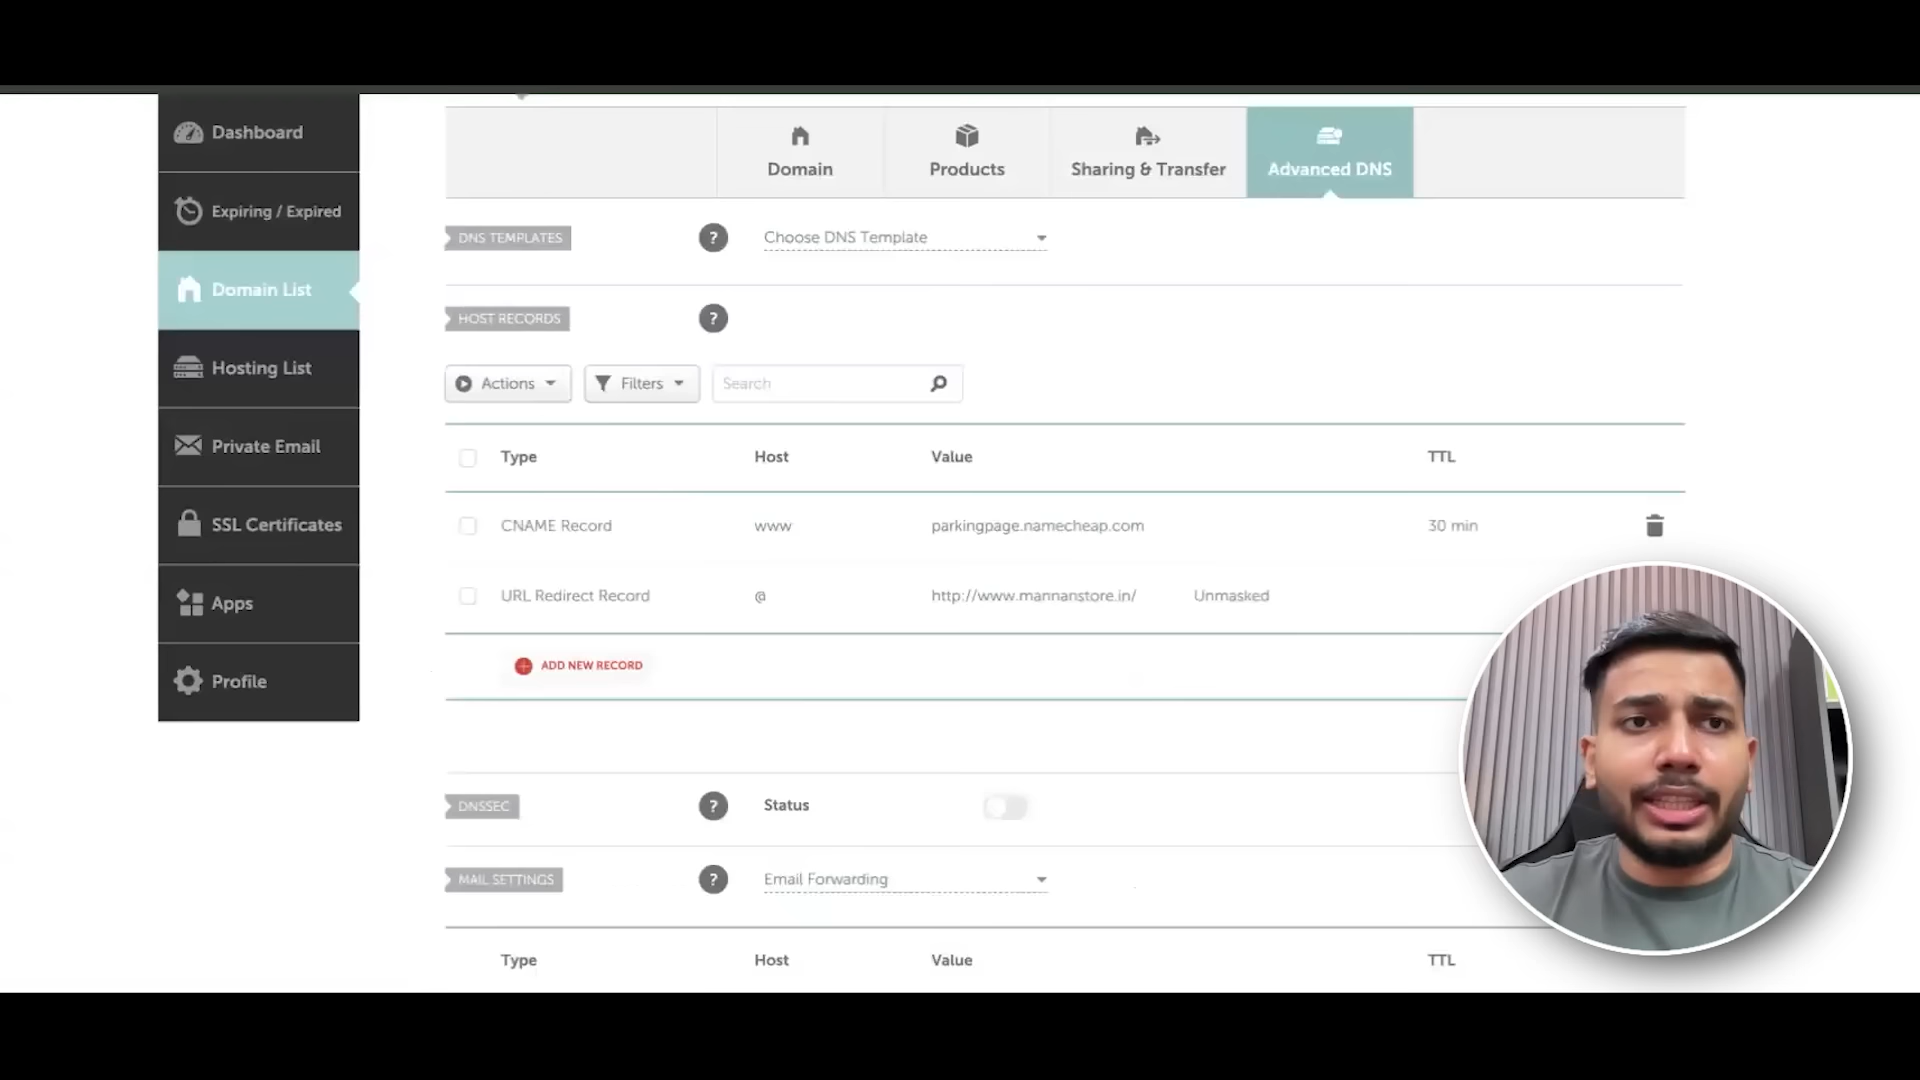 Dashboard
Expiring / Expired
Domain List
Hosting List
Private Email
SSL Certificates
Apps
Profile
Domain
Products
Sharing & Transfer
Advanced DNS
DNS TEMPLATES
?
Choose DNS Template
HOST RECORDS
?
Actions
Filters
Search
Type Host Value TTL
CNAME Record www parkingpage.namecheap.com 30 min
URL Redirect Record @ http://www.mannanstore.in/ Unmasked
ADD NEW RECORD
DNSSEC
?
Status
MAIL SETTINGS
?
Email Forwarding
Type Host Value TTL